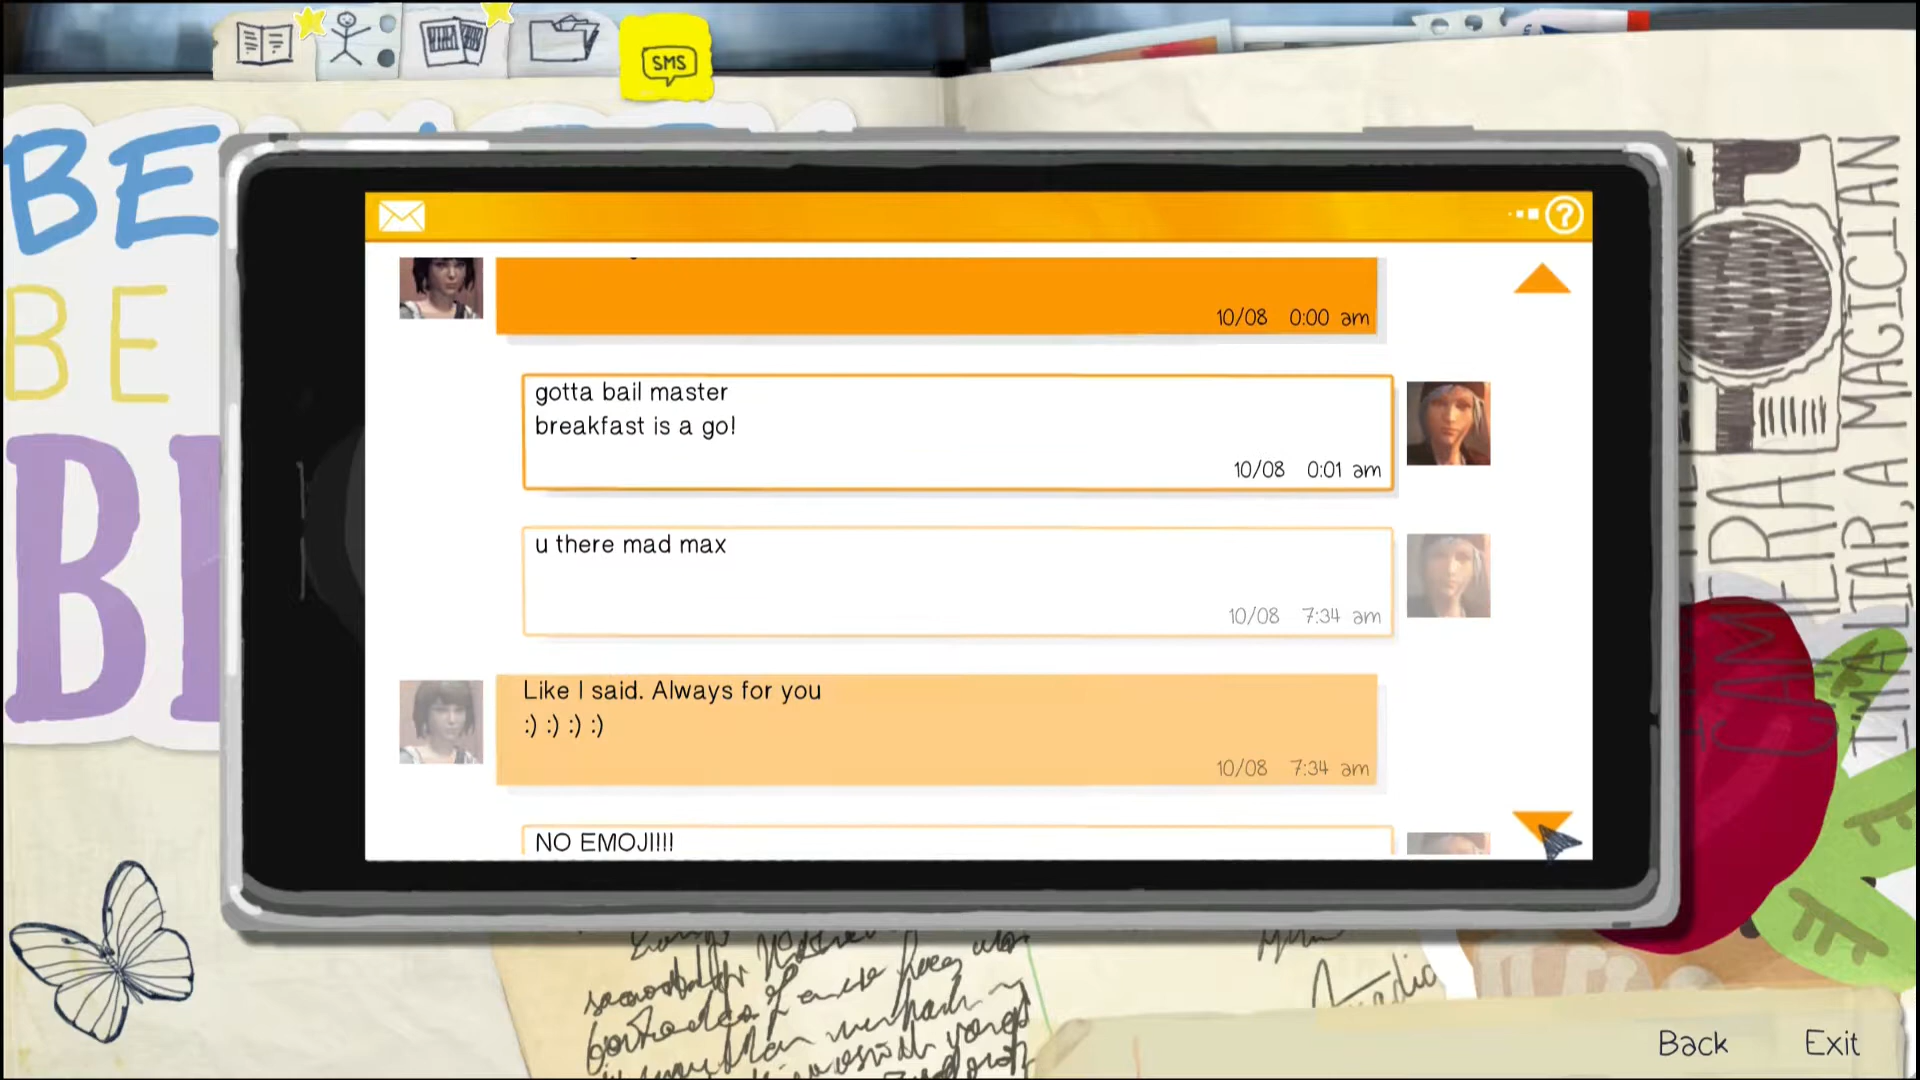 SMS
BE
BE
10/08 0:00 am
gotta bail master
breakfast is a go!
10/08 0:01 am
u there mad max
10/08 7:34 am
Like I said. Always for you
:) :) :) :)
10/08 7:34 am
NO EMOJI!!!!
CAMERA
LIAR, A MAGICIAN
Back
Exit